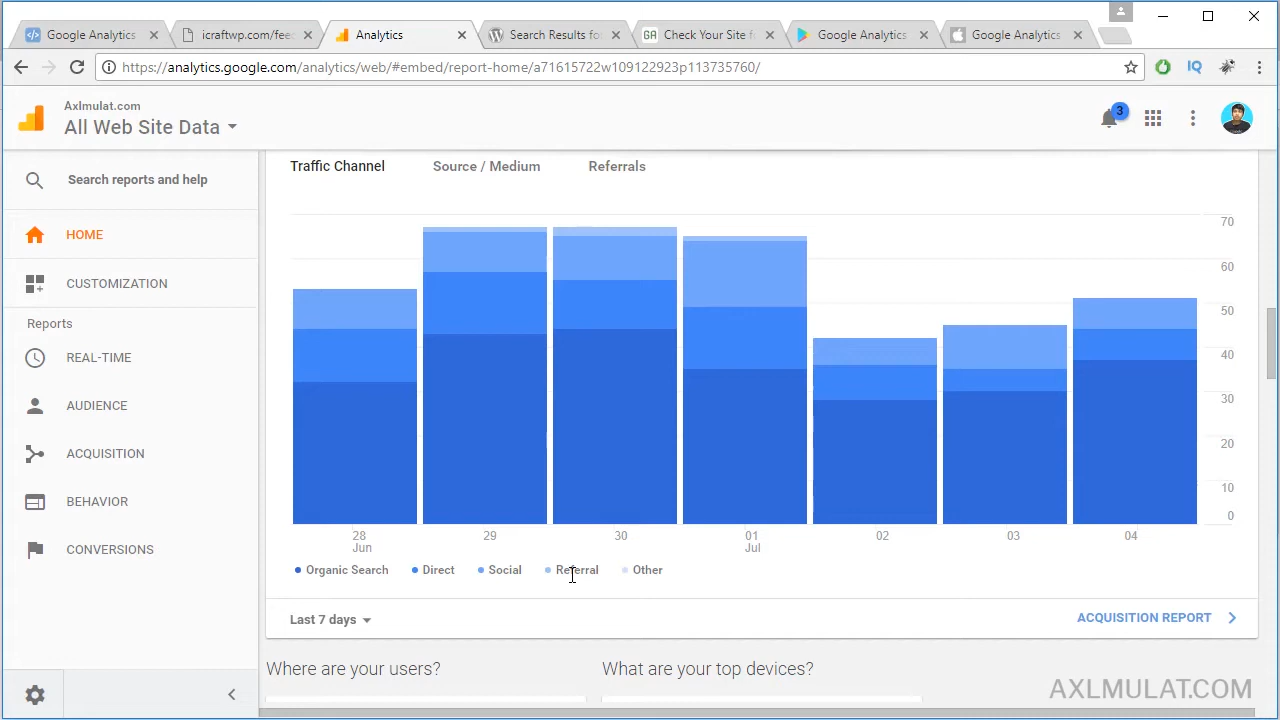 Google Analytics
icraftwp.com/fee
Analytics
Search Results fo
GA Check Your Site f
Google Analytics
Google Analytics
https://analytics.google.com/analytics/web/#embed/report-home/a71615722w109122923p113735760/
IQ
Axlmulat.com
All Web Site Data
3
Search reports and help
HOME
CUSTOMIZATION
Reports
REAL-TIME
AUDIENCE
ACQUISITION
BEHAVIOR
CONVERSIONS
Traffic Channel Source / Medium Referrals
70
60
50
40
30
20
10
0
28 29 30 01 02 03 04
Jun Jul
Organic Search Direct Social Referral Other
Last 7 days ACQUISITION REPORT
Where are your users? What are your top devices?
AXLMULAT.COM